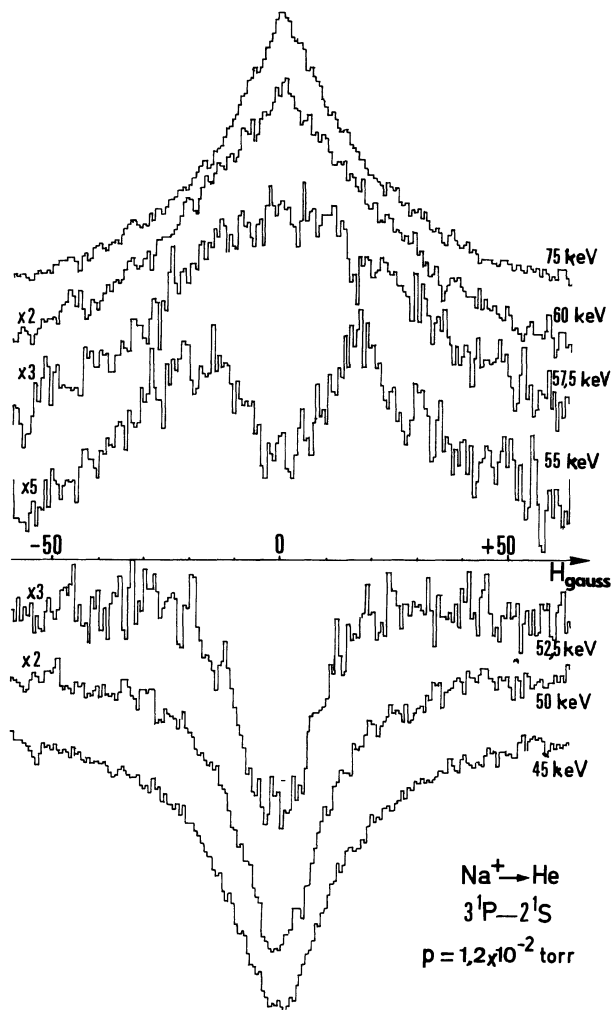 75 keV
x2
60 keV
x3
57,5 keV
x5
55 keV
-50 0 +50
H gauss
x3
52,5 keV
x2
50 keV
45 keV
Na⁺→He
3¹P—2¹S
p = 1,2x10⁻² torr